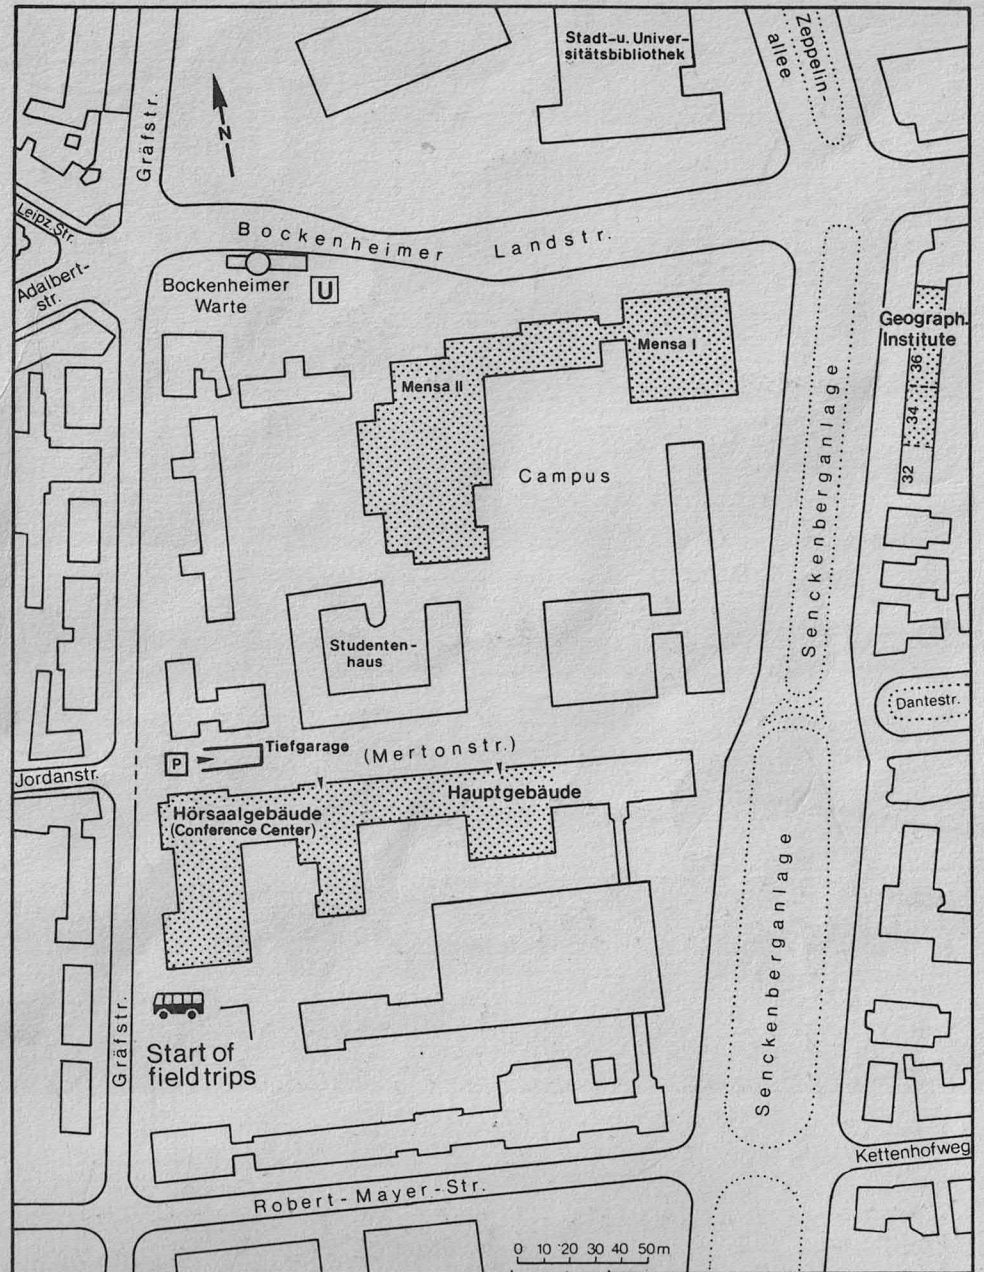 Stadt-u. Univer-
sitätsbibliothek
Zeppelin-
allee
Gräfstr.
N
Leipz. Str.
Adalbert-
str.
Bockenheimer Landstr.
Bockenheimer
Warte
U
Geograph.
Institute
36
34
32
Mensa I
Mensa II
Campus
Senckenberganlage
Studenten-
haus
Dantestr.
P
Tiefgarage
(Mertonstr.)
Jordanstr.
Hörsaalgebäude
(Conference Center)
Hauptgebäude
Senckenberganlage
Gräfstr.
Start of
field trips
Kettenhofweg
Robert-Mayer-Str.
0 10 20 30 40 50m